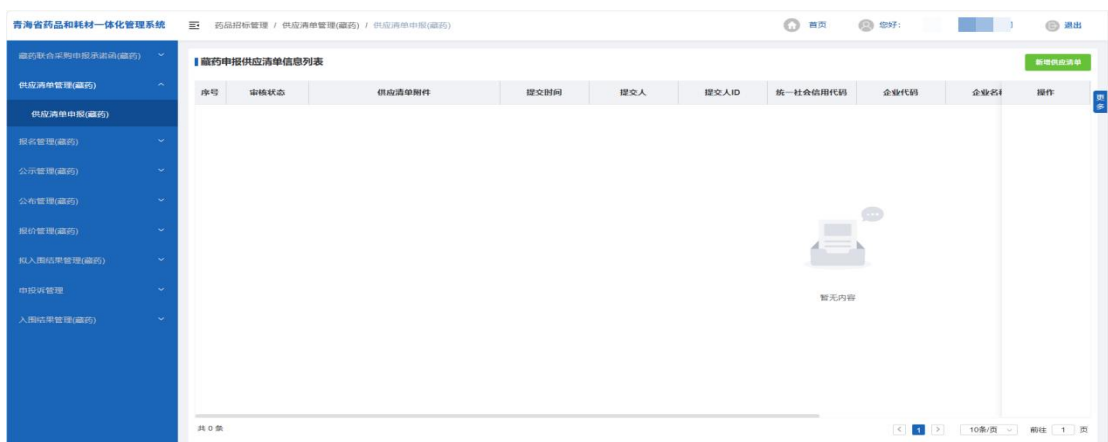 青海省药品和耗材一体化管理系统
药品招标管理 / 供应清单管理(藏药) / 供应清单申报(藏药)
首页
您好:
退出
藏药联合采购申报承诺函(藏药)
供应清单管理(藏药)
供应清单申报(藏药)
报名管理(藏药)
公示管理(藏药)
公布管理(藏药)
报价管理(藏药)
拟入围结果管理(藏药)
申投诉管理
入围结果管理(藏药)
藏药申报供应清单信息列表
新增供应清单
序号 审核状态 供应清单附件 提交时间 提交人 提交人ID 统一社会信用代码 企业代码 企业名 操作
更多
暂无内容
共 0 条
1
10条/页
前往 1 页